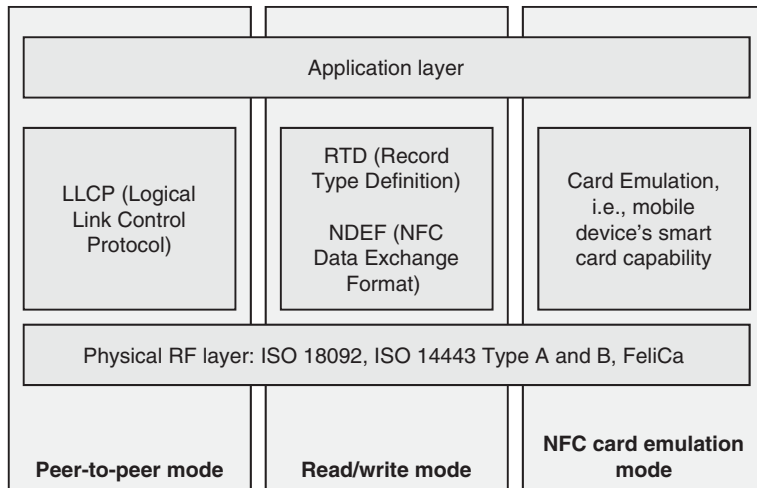 Application layer
LLCP (Logical
Link Control
Protocol)
RTD (Record
Type Definition)
NDEF (NFC
Data Exchange
Format)
Card Emulation,
i.e., mobile
device's smart
card capability
Physical RF layer: ISO 18092, ISO 14443 Type A and B, FeliCa
Peer-to-peer mode
Read/write mode
NFC card emulation
mode